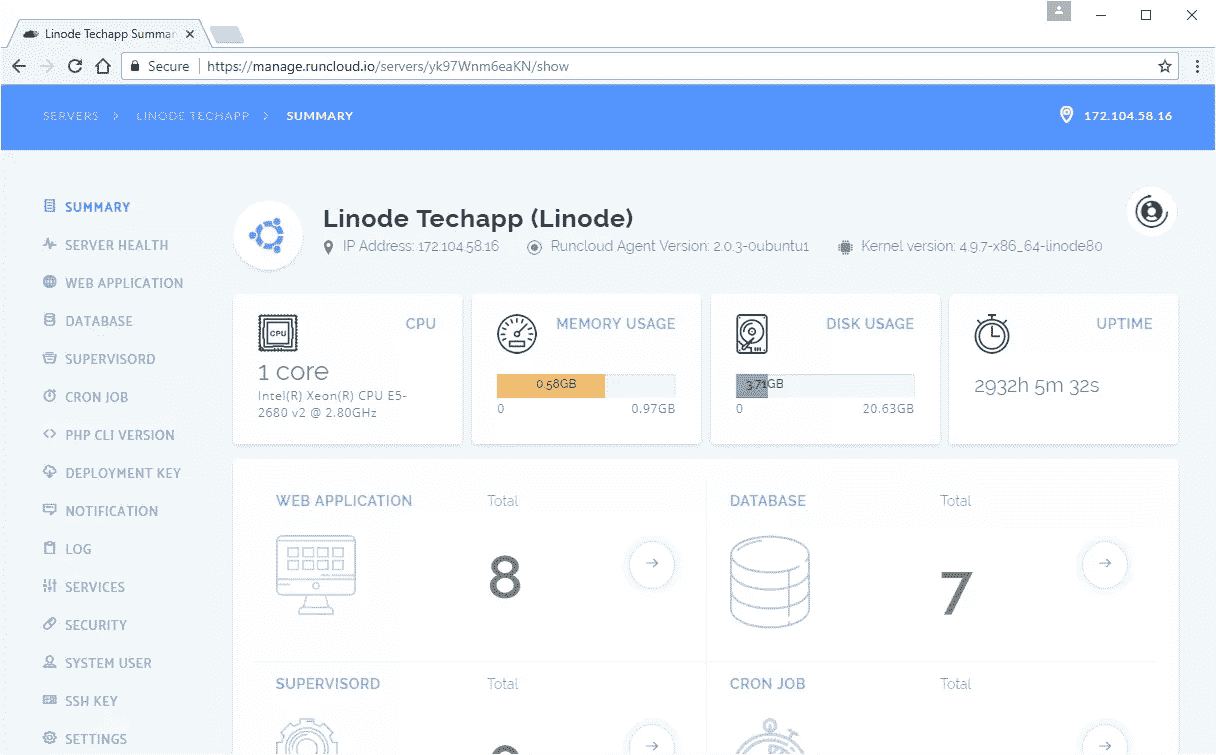 Linode Techapp Summar
Secure https://manage.runcloud.io/servers/yk97Wnm6eaKN/show
SERVERS > LINODE TECHAPP > SUMMARY
172.104.58.16
SUMMARY
SERVER HEALTH
WEB APPLICATION
DATABASE
SUPERVISORD
CRON JOB
PHP CLI VERSION
DEPLOYMENT KEY
NOTIFICATION
LOG
SERVICES
SECURITY
SYSTEM USER
SSH KEY
SETTINGS
Linode Techapp (Linode)
IP Address: 172.104.58.16 Runcloud Agent Version: 2.0.3-0ubuntu1 Kernel version: 4.9.7-x86_64-linode80
CPU
CPU
1 core
Intel(R) Xeon(R) CPU E5-
2680 v2 @ 2.80GHz
MEMORY USAGE
0.58GB
0 0.97GB
DISK USAGE
3.71GB
0 20.63GB
UPTIME
2932h 5m 32s
WEB APPLICATION Total
8
DATABASE Total
7
SUPERVISORD Total
CRON JOB Total